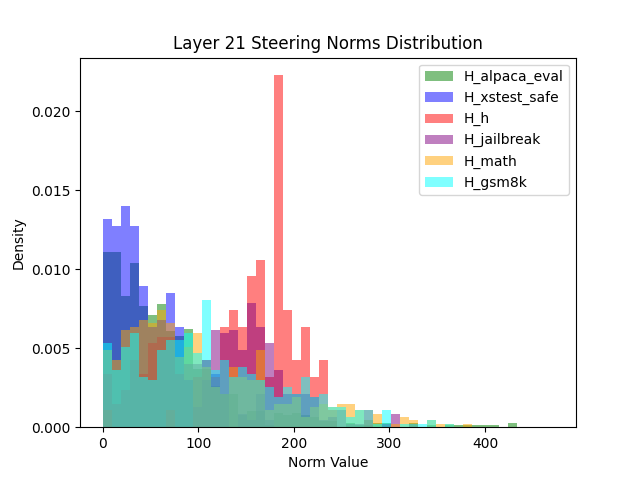 Layer 21 Steering Norms Distribution
H_alpaca_eval
H_xstest_safe
H_h
H_jailbreak
H_math
H_gsm8k
Density
0.020
0.015
0.010
0.005
0.000
0
100
200
300
400
Norm Value